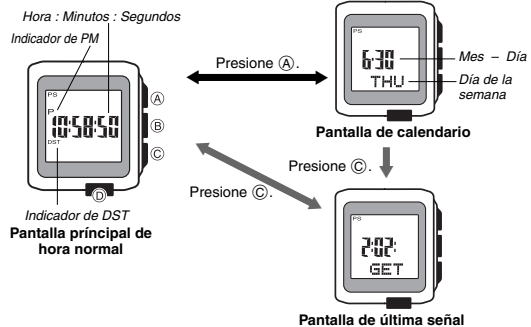 Hora : Minutos : Segundos
Indicador de PM
PS
P
10:58:50
DST
A
B
C
D
Indicador de DST
Pantalla príncipal de
hora normal
Presione Ⓐ.
PS
6-30
THU
Mes – Día
Día de la
semana
Pantalla de calendario
Presione Ⓒ.
Presione Ⓒ.
PS
2:02:
GET
Pantalla de última señal